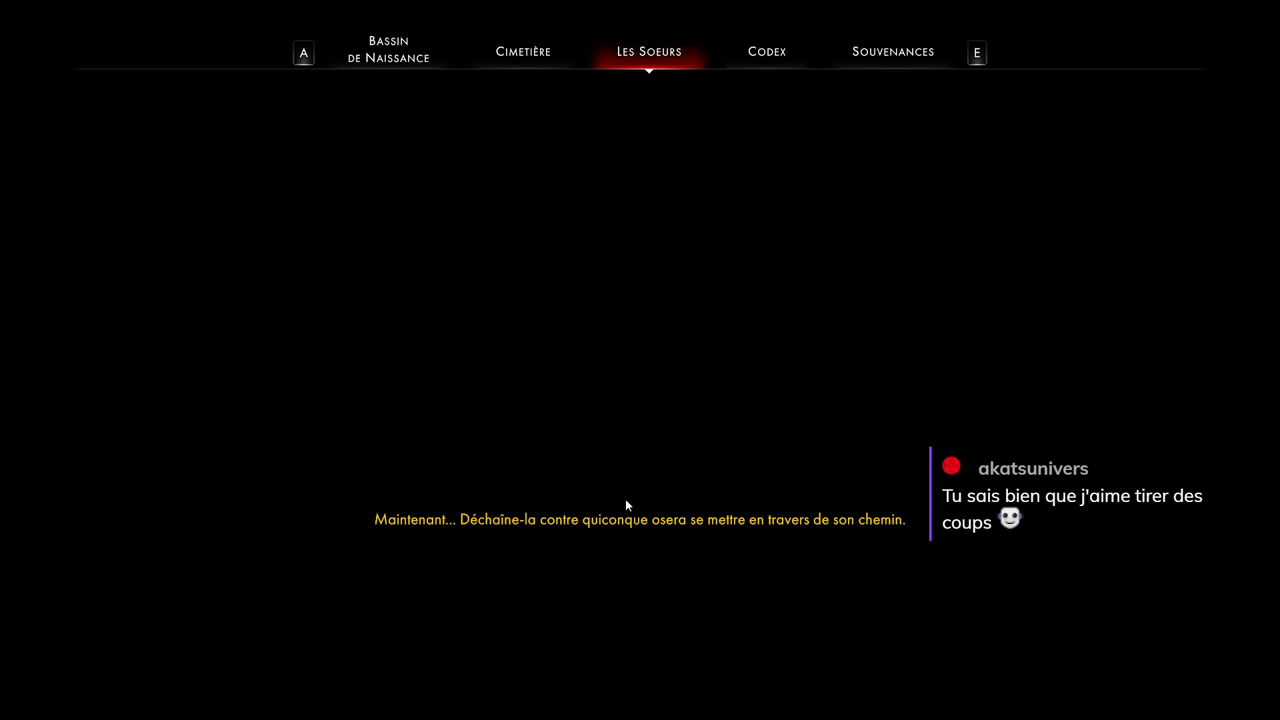 A
Bassin
de Naissance
Cimetière
Les Soeurs
Codex
Souvenances
E
akatsunivers
Tu sais bien que j'aime tirer des
coups
Maintenant... Déchaîne-la contre quiconque osera se mettre en travers de son chemin.